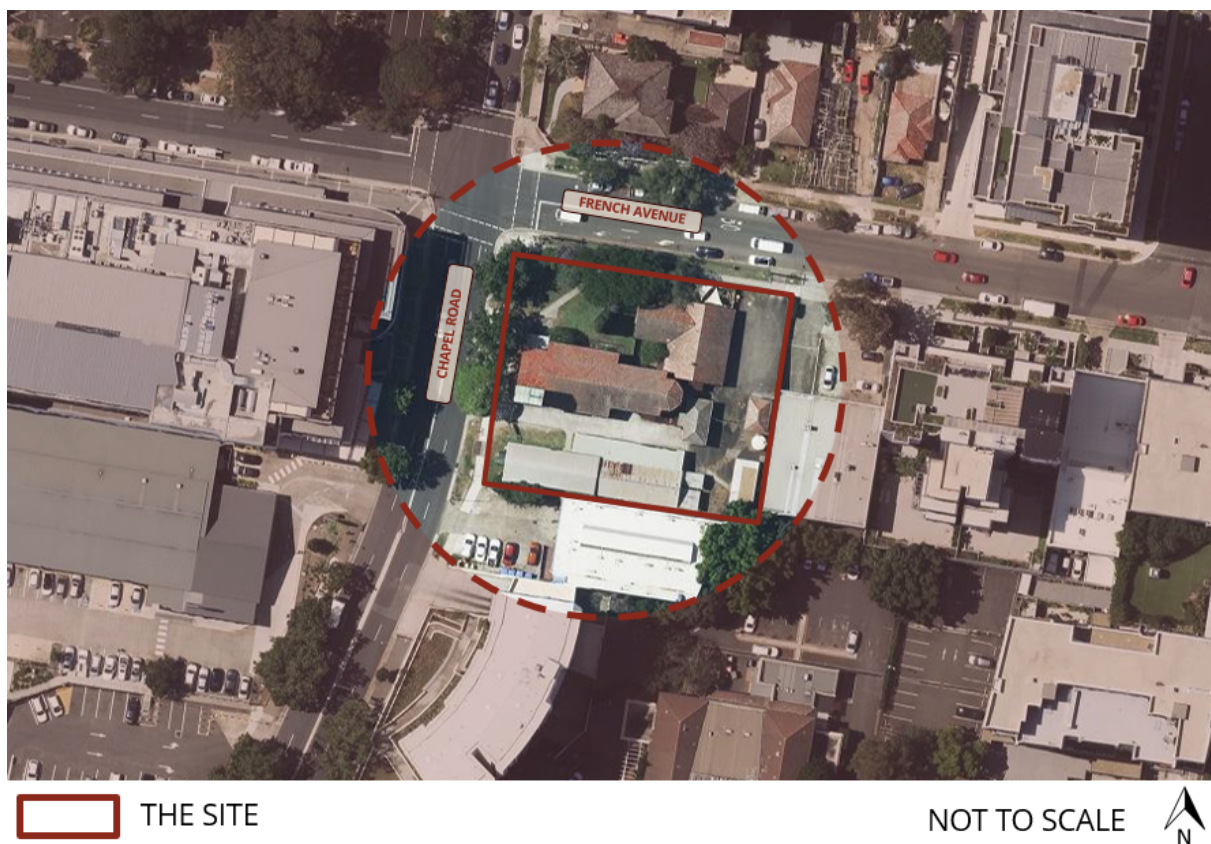 FRENCH AVENUE
CHAPEL ROAD
THE SITE
NOT TO SCALE
N